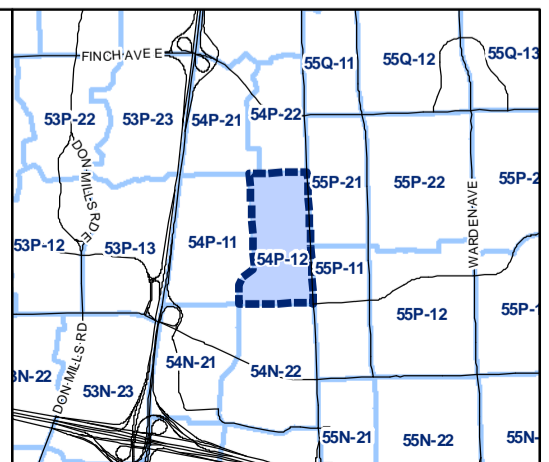 FINCH AVE E
55Q-11
55Q-12
55Q-13
53P-22
53P-23
54P-21
54P-22
DON MILLS RD E
55P-21
55P-22
55P-2
WARDEN AVE
53P-12
53P-13
54P-11
54P-12
55P-11
55P-12
55P-1
DON MILLS RD
3N-22
53N-23
54N-21
54N-22
55N-21
55N-22
55N-